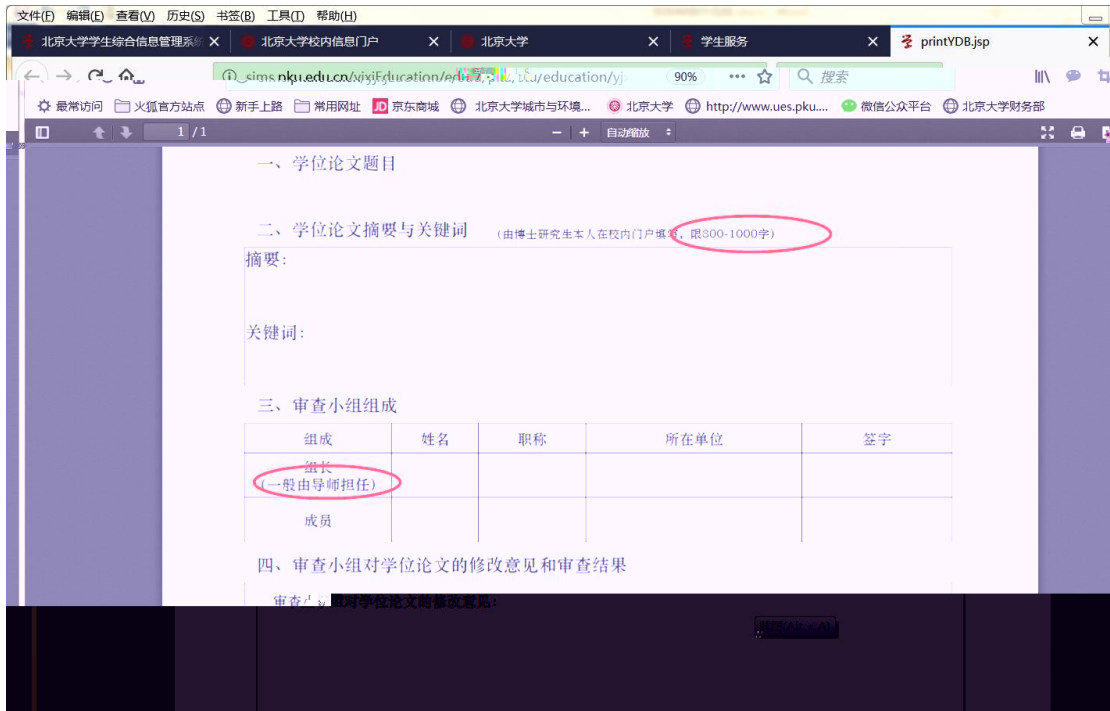 文件(F) 编辑(E) 查看(V) 历史(S) 书签(B) 工具(T) 帮助(H)
北京大学学生综合信息管理系统 北京大学校内信息门户 北京大学 学生服务 printYDB.jsp
sims.pku.edu.cn 90% 搜索
最常访问 火狐官方站点 新手上路 常用网址 JD 京东商城 北京大学城市与环境... 北京大学 http://www.ues.pku.... 微信公众平台 北京大学财务部
1 / 1 自动缩放
一、学位论文题目
二、学位论文摘要与关键词 (由博士研究生本人在校内门户填写，限800-1000字)
摘要:
关键词:
三、审查小组组成
组成 姓名 职称 所在单位 签字
组长
(一般由导师担任)
成员
四、审查小组对学位论文的修改意见和审查结果
审查小组对学位论文的修改意见: